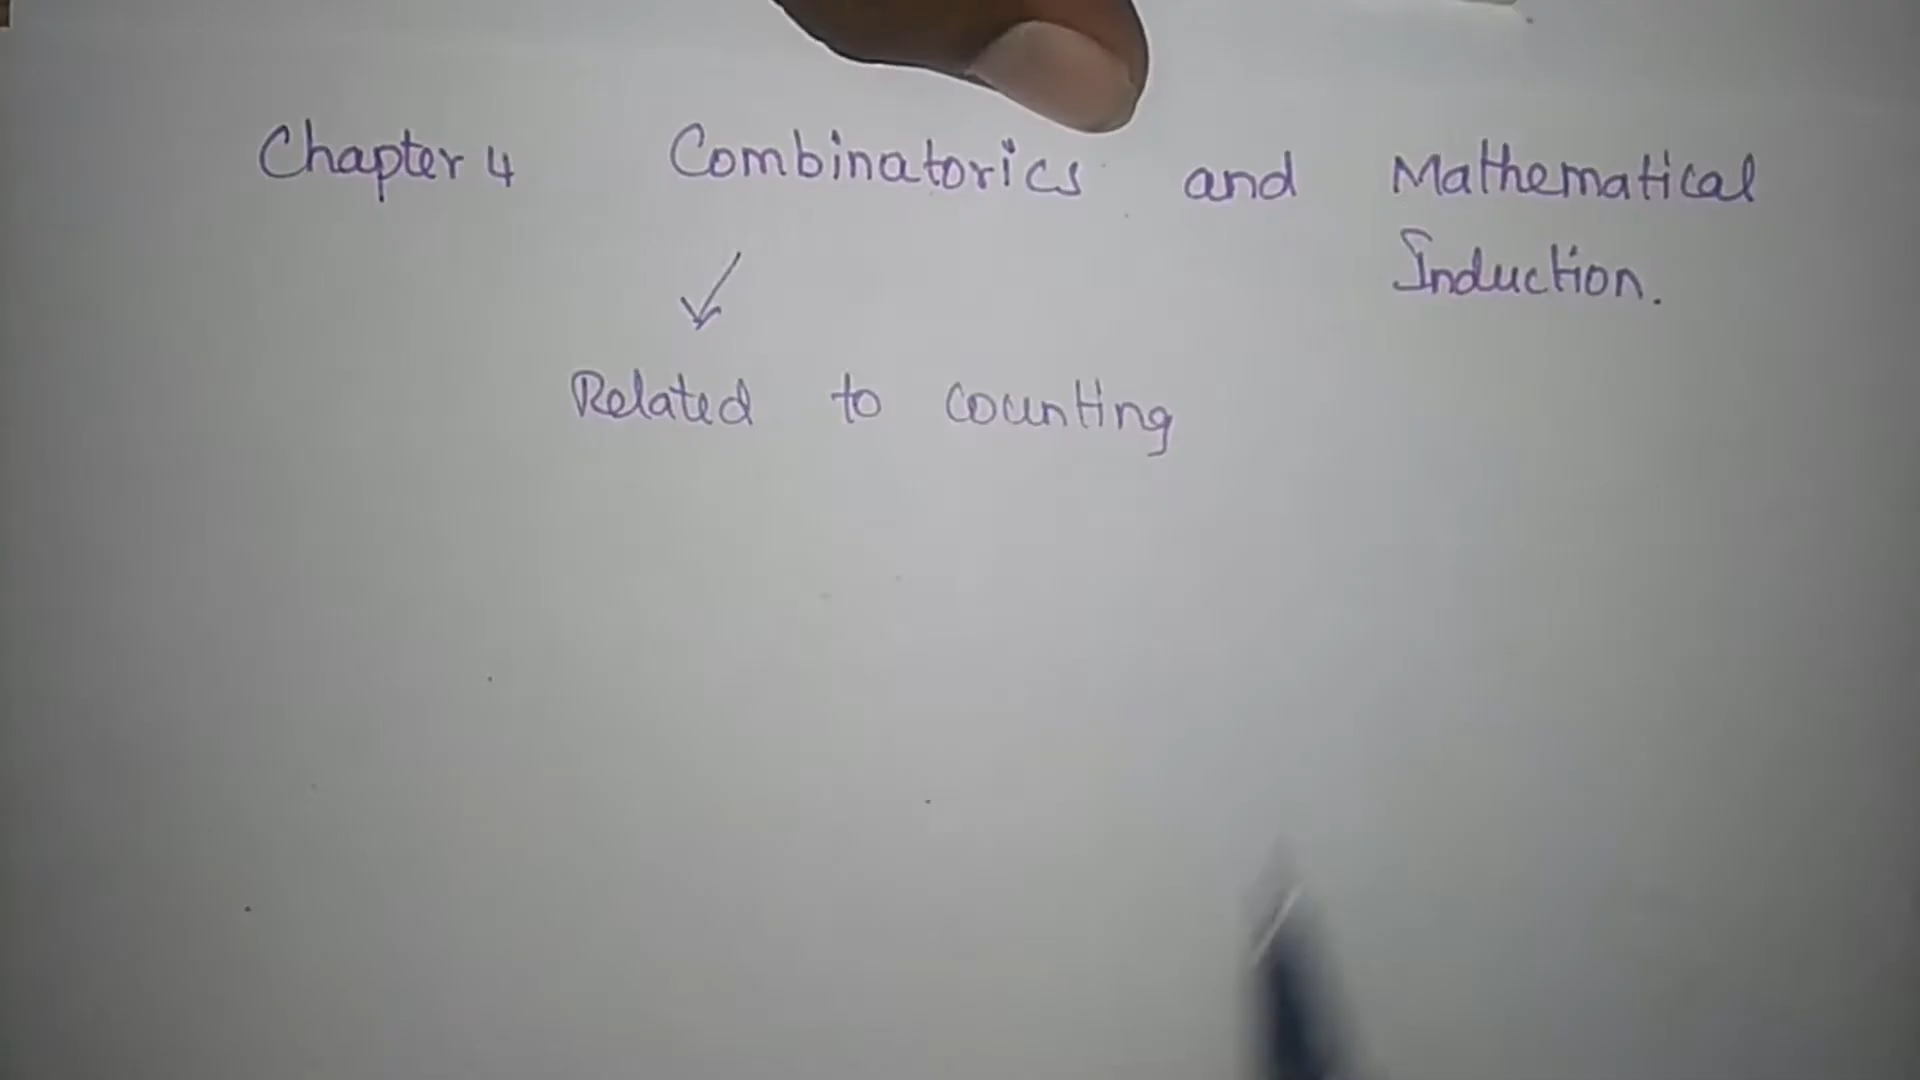 Chapter 4 Combinatorics and Mathematical
Induction.
Related to counting